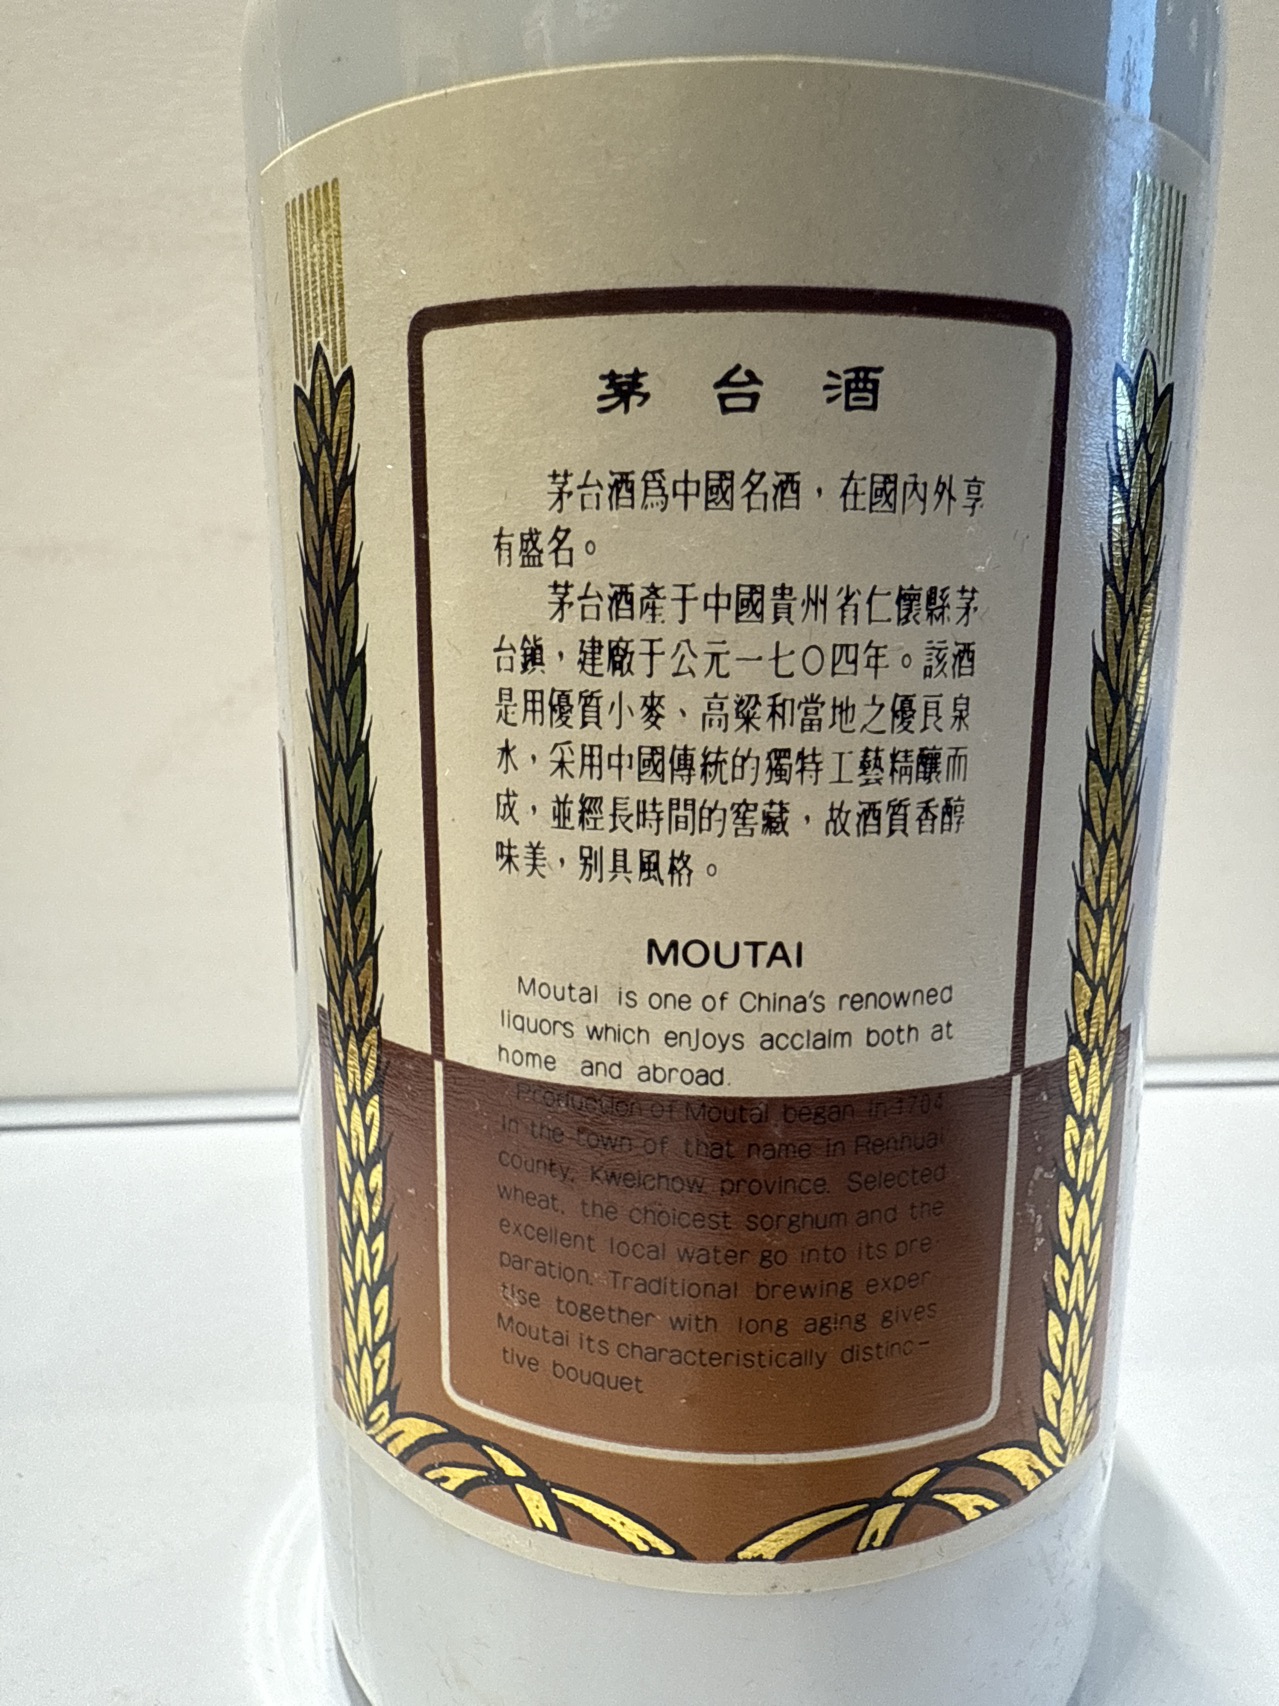 茅台酒
茅台酒爲中國名酒，在國內外享
有盛名。
茅台酒產于中國貴州省仁懷縣茅
台鎮，建廠于公元一七〇四年。該酒
是用優質小麥、高粱和當地之優良泉
水，采用中國傳統的獨特工藝精釀而
成，並經長時間的窖藏，故酒質香醇
味美，别具風格。
MOUTAI
Moutai is one of China's renowned
liquors which enjoys acclaim both at
home and abroad.
Production of Moutai began in 1704
in the town of that name in Renhuai
county, Kweichow province. Selected
wheat, the choicest sorghum and the
excellent local water go into its pre-
paration. Traditional brewing exper-
tise together with long aging gives
Moutai its characteristically distinc-
tive bouquet